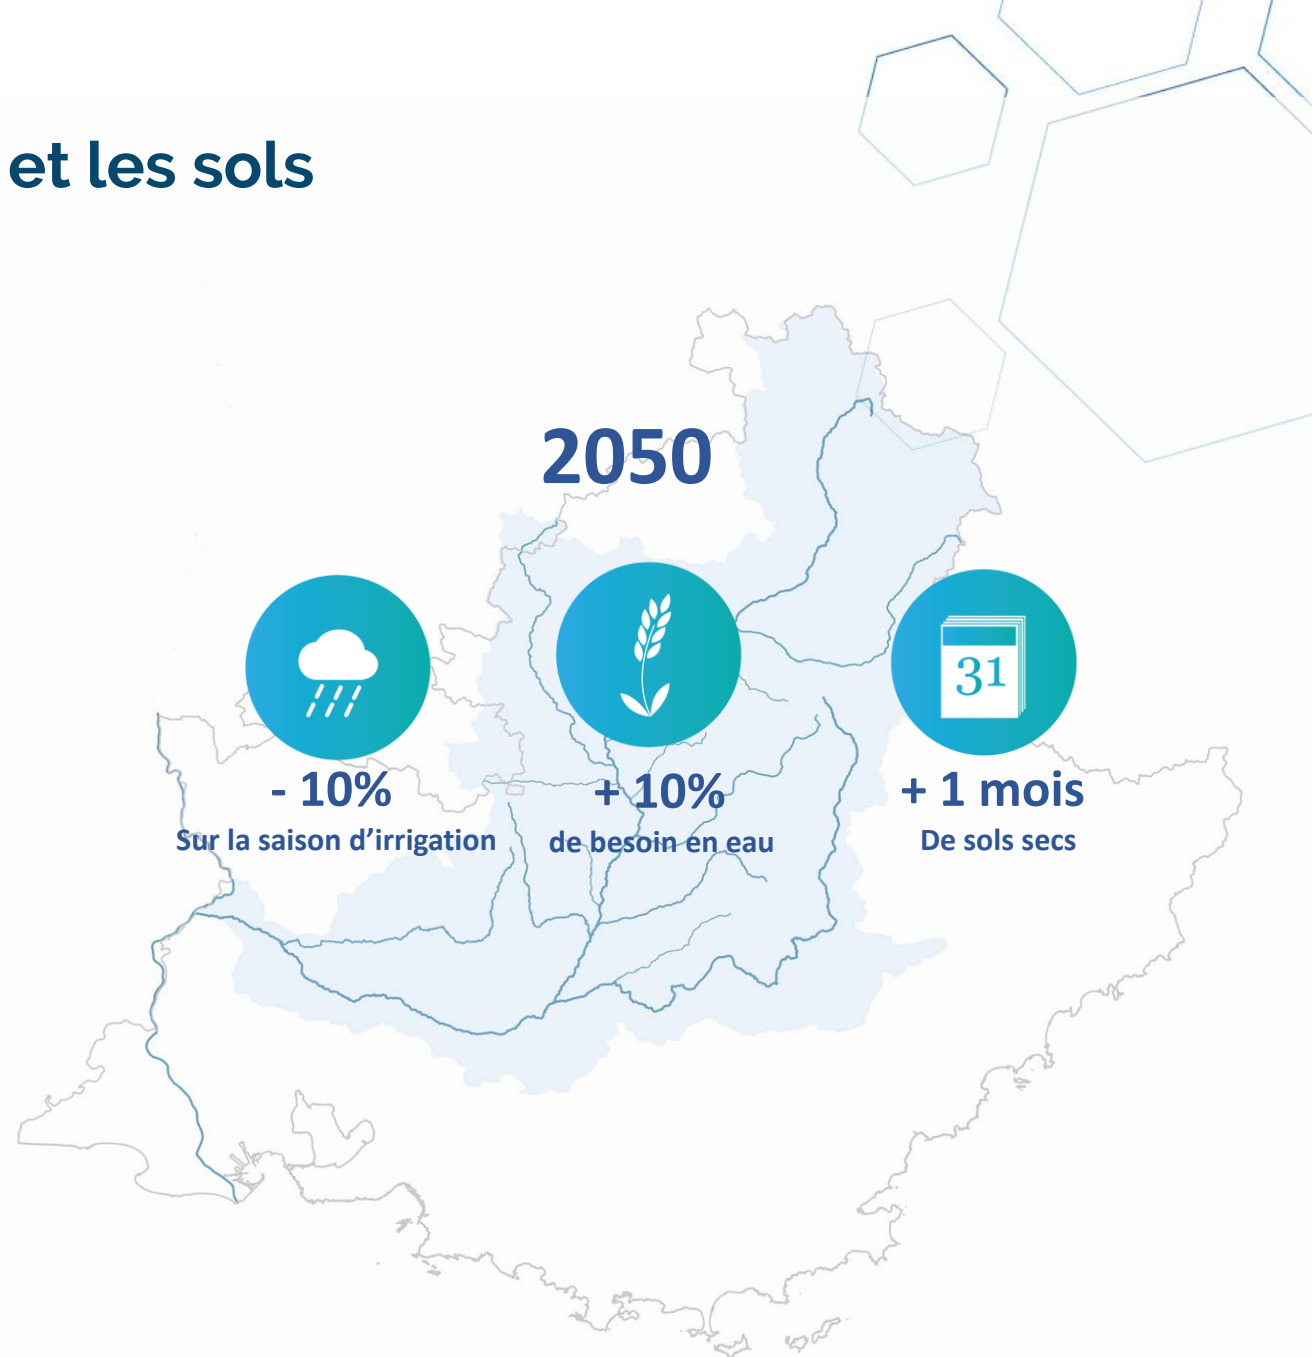 et les sols
2050
31
- 10%
Sur la saison d’irrigation
+ 10%
de besoin en eau
+ 1 mois
De sols secs